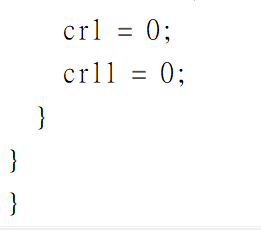 crl = 0;
crll = 0;
}
}
}